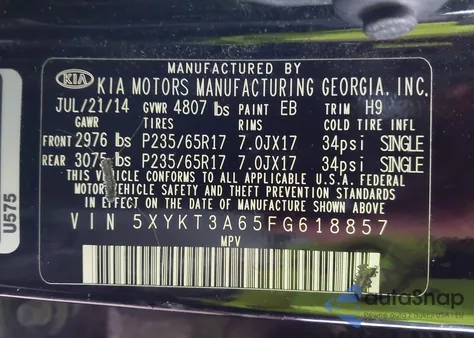 MANUFACTURED BY
KIA KIA MOTORS MANUFACTURING GEORGIA, INC.
JUL/21/14 GVWR 4807 lbs PAINT EB TRIM H9
GAWR TIRES RIMS COLD TIRE INFL
FRONT 2976 lbs P235/65R17 7.0JX17 34psi SINGLE
REAR 3075 lbs P235/65R17 7.0JX17 34psi SINGLE
THIS VEHICLE CONFORMS TO ALL APPLICABLE U.S.A. FEDERAL
MOTOR VEHICLE SAFETY AND THEFT PREVENTION STANDARDS
IN EFFECT ON THE DATE OF MANUFACTURE SHOWN ABOVE
VIN 5XYKT3A65FG618857
MPV
U575
autoSnap